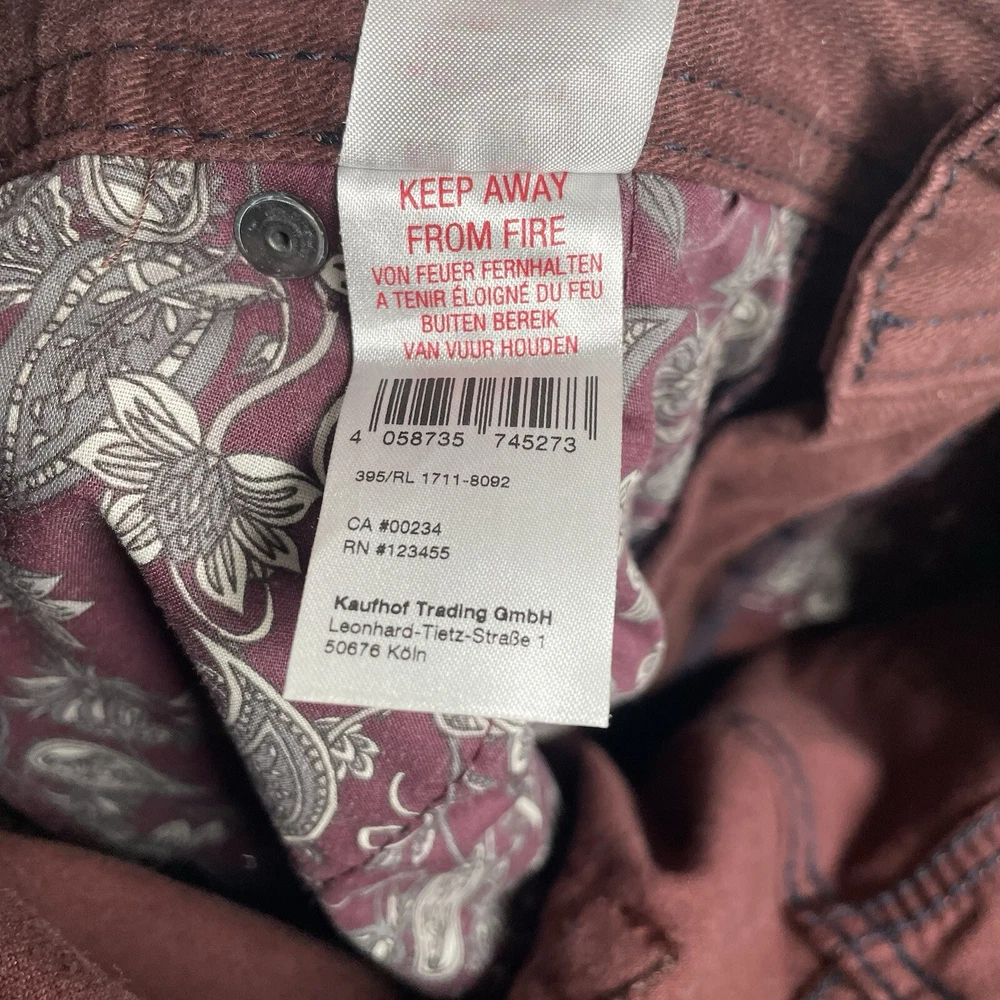 KEEP AWAY
FROM FIRE
VON FEUER FERNHALTEN
A TENIR ÉLOIGNÉ DU FEU
BUITEN BEREIK
VAN VUUR HOUDEN
4 058735 745273
395/RL 1711-8092
CA #00234
RN #123455
Kaufhof Trading GmbH
Leonhard-Tietz-Straße 1
50676 Köln